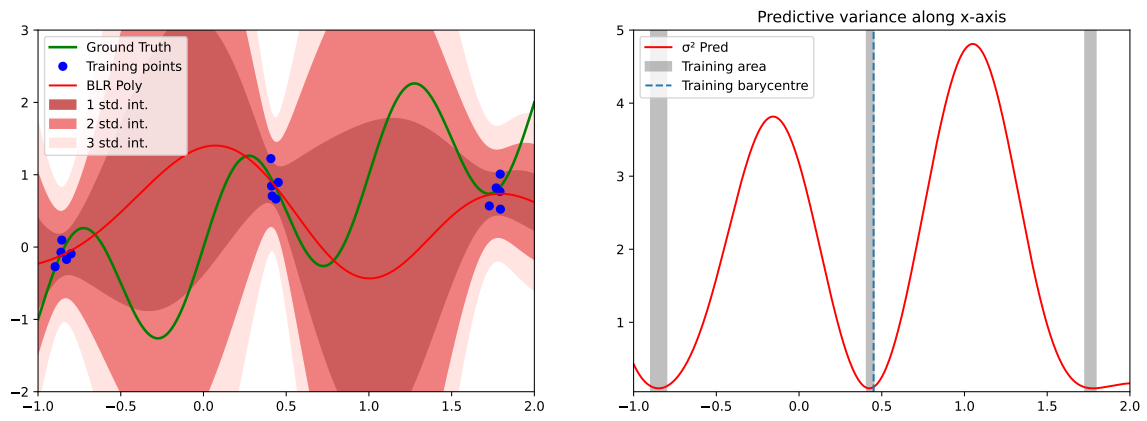 Ground Truth
Training points
BLR Poly
1 std. int.
2 std. int.
3 std. int.
3
2
1
0
−1
−2
−1.0 −0.5 0.0 0.5 1.0 1.5 2.0
Predictive variance along x-axis
σ² Pred
Training area
Training barycentre
5
4
3
2
1
−1.0 −0.5 0.0 0.5 1.0 1.5 2.0